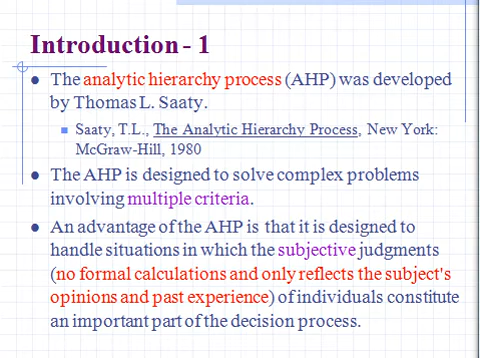 Introduction - 1
The analytic hierarchy process (AHP) was developed
by Thomas L. Saaty.
Saaty, T.L., The Analytic Hierarchy Process, New York:
McGraw-Hill, 1980
The AHP is designed to solve complex problems
involving multiple criteria.
An advantage of the AHP is that it is designed to
handle situations in which the subjective judgments
(no formal calculations and only reflects the subject's
opinions and past experience) of individuals constitute
an important part of the decision process.